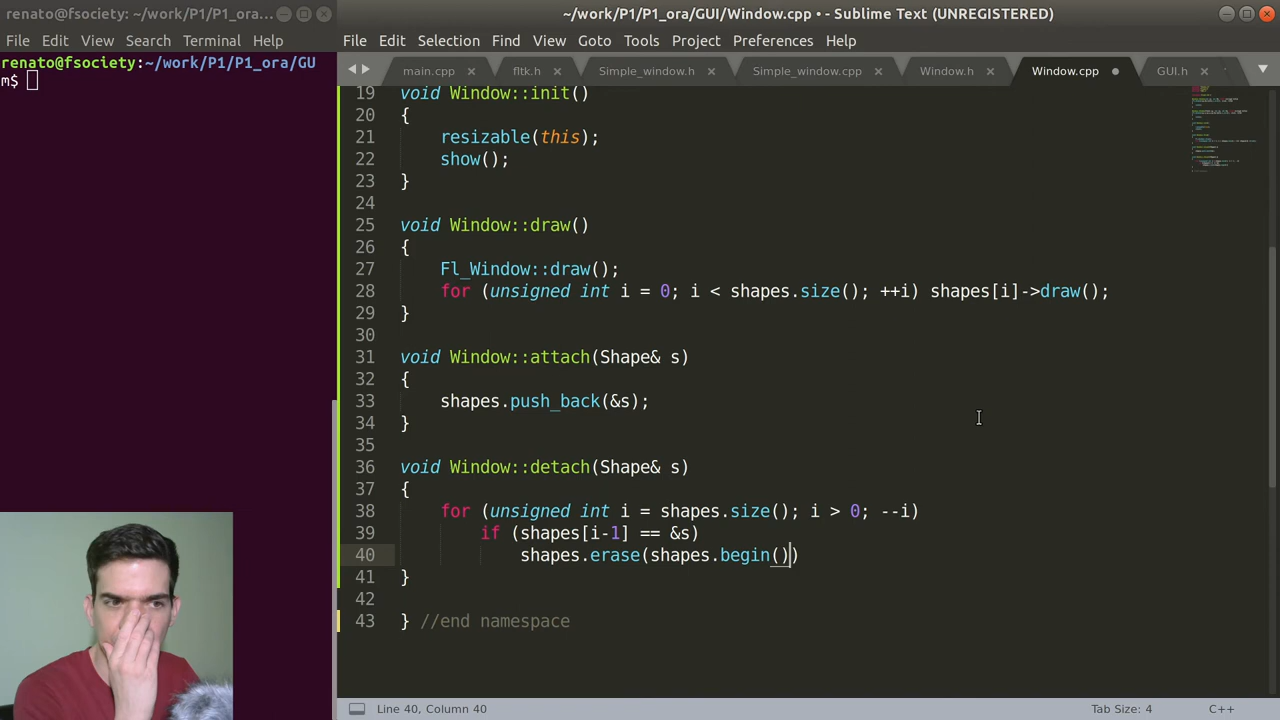 renato@fsociety: ~/work/P1/P1_ora/...
File Edit View Search Terminal Help
renato@fsociety:~/work/P1/P1_ora/GU
m$
~/work/P1/P1_ora/GUI/Window.cpp • - Sublime Text (UNREGISTERED)
File Edit Selection Find View Goto Tools Project Preferences Help
main.cpp × fltk.h × Simple_window.h × Simple_window.cpp × Window.h × Window.cpp GUI.h ×
19 void Window::init()
20 {
21 resizable(this);
22 show();
23 }
24
25 void Window::draw()
26 {
27 Fl_Window::draw();
28 for (unsigned int i = 0; i < shapes.size(); ++i) shapes[i]->draw();
29 }
30
31 void Window::attach(Shape& s)
32 {
33 shapes.push_back(&s);
34 }
35
36 void Window::detach(Shape& s)
37 {
38 for (unsigned int i = shapes.size(); i > 0; --i)
39 if (shapes[i-1] == &s)
40 shapes.erase(shapes.begin())
41 }
42
43 } //end namespace
Line 40, Column 40
Tab Size: 4
C++